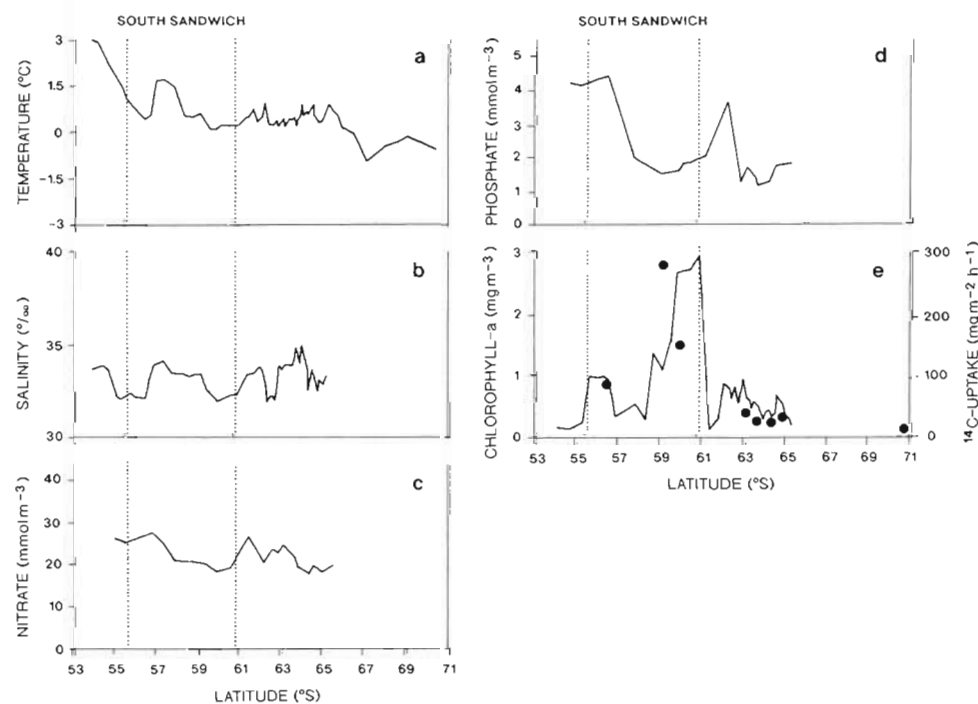 SOUTH SANDWICH
a
TEMPERATURE (°C)
3
1.5
0
-1.5
-3
b
SALINITY (°/∞)
40
35
30
c
NITRATE (mmolm-3)
40
30
20
10
0
53 55 57 59 61 63 65 67 69 71
LATITUDE (°S)
SOUTH SANDWICH
d
PHOSPHATE (mmolm-3)
5
4
3
2
1
0
e
CHLOROPHYLL-a (mgm-3)
3
2
1
0
300
200
100
0
14C-UPTAKE (mgm-2 h-1)
53 55 57 59 61 63 65 67 69 71
LATITUDE (°S)